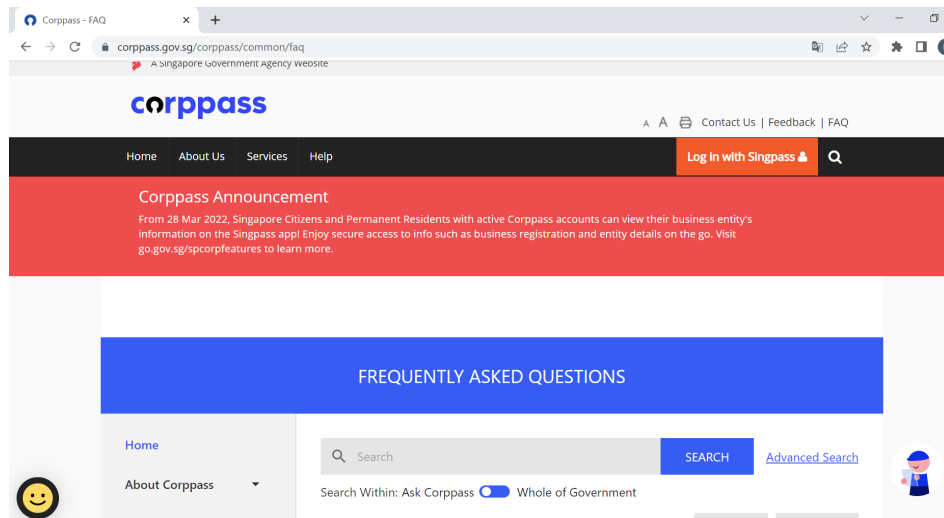 Corppass - FAQ
corppass.gov.sg/corppass/common/faq
A Singapore Government Agency Website
corppass
A A Contact Us | Feedback | FAQ
Home About Us Services Help Log in with Singpass
Corppass Announcement
From 28 Mar 2022, Singapore Citizens and Permanent Residents with active Corppass accounts can view their business entity's
information on the Singpass app! Enjoy secure access to info such as business registration and entity details on the go. Visit
go.gov.sg/spcorpfeatures to learn more.
FREQUENTLY ASKED QUESTIONS
Home
Search SEARCH Advanced Search
About Corppass
Search Within: Ask Corppass Whole of Government